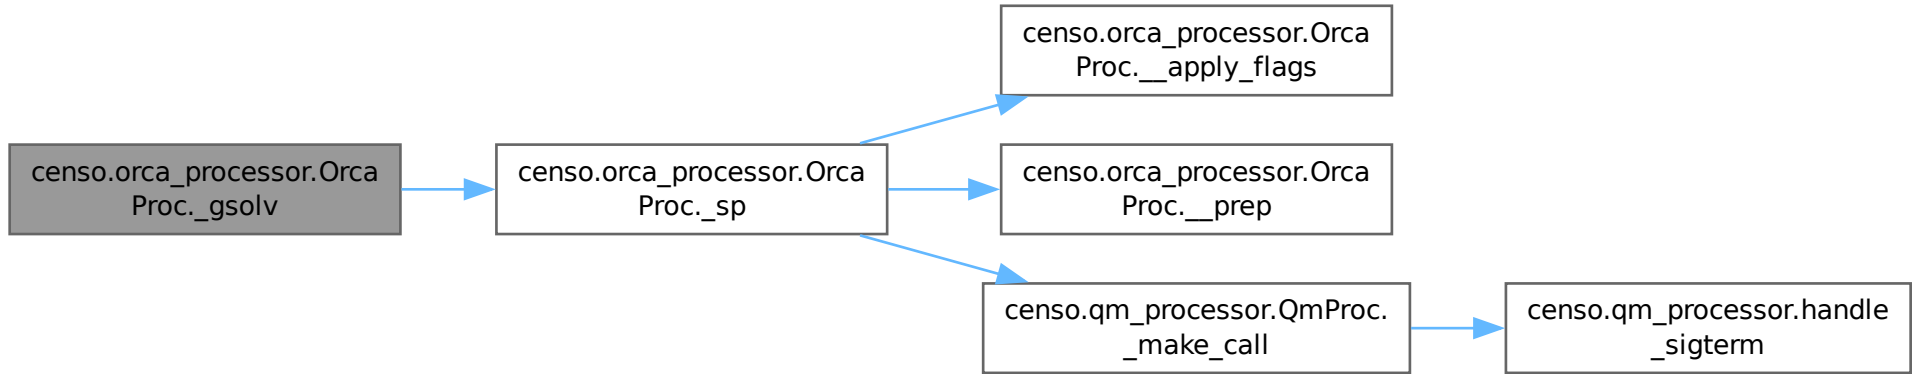 censo.orca_processor.Orca
Proc._gsolv
censo.orca_processor.Orca
Proc._sp
censo.orca_processor.Orca
Proc.__apply_flags
censo.orca_processor.Orca
Proc.__prep
censo.qm_processor.QmProc.
_make_call
censo.qm_processor.handle
_sigterm